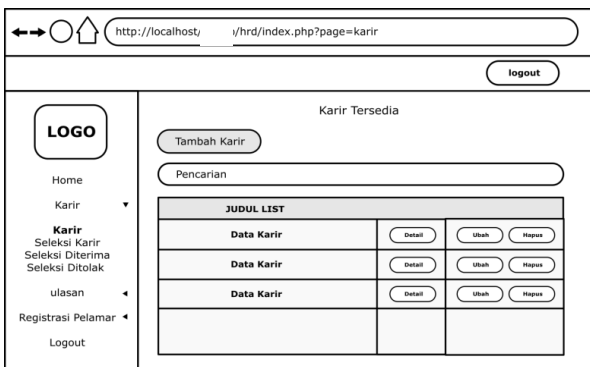 http://localhost/ /hrd/index.php?page=karir
logout
LOGO
Home
Karir
Karir
Seleksi Karir
Seleksi Diterima
Seleksi Ditolak
ulasan
Registrasi Pelamar
Logout
Karir Tersedia
Tambah Karir
Pencarian
JUDUL LIST
Data Karir Detail Ubah Hapus
Data Karir Detail Ubah Hapus
Data Karir Detail Ubah Hapus